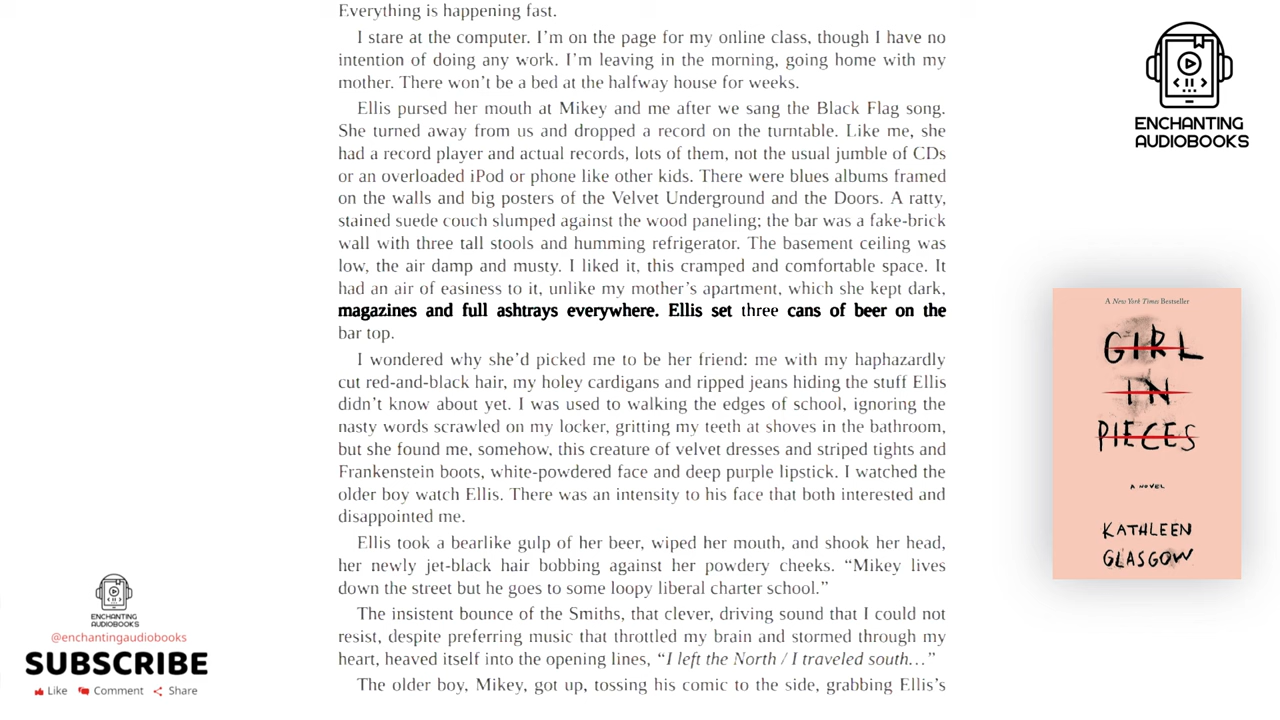 Everything is happening fast.
I stare at the computer. I’m on the page for my online class, though I have no
intention of doing any work. I’m leaving in the morning, going home with my
mother. There won’t be a bed at the halfway house for weeks.
Ellis pursed her mouth at Mikey and me after we sang the Black Flag song.
She turned away from us and dropped a record on the turntable. Like me, she
had a record player and actual records, lots of them, not the usual jumble of CDs
or an overloaded iPod or phone like other kids. There were blues albums framed
on the walls and big posters of the Velvet Underground and the Doors. A ratty,
stained suede couch slumped against the wood paneling; the bar was a fake-brick
wall with three tall stools and humming refrigerator. The basement ceiling was
low, the air damp and musty. I liked it, this cramped and comfortable space. It
had an air of easiness to it, unlike my mother’s apartment, which she kept dark,
magazines and full ashtrays everywhere. Ellis set three cans of beer on the
bar top.
I wondered why she’d picked me to be her friend: me with my haphazardly
cut red-and-black hair, my holey cardigans and ripped jeans hiding the stuff Ellis
didn’t know about yet. I was used to walking the edges of school, ignoring the
nasty words scrawled on my locker, gritting my teeth at shoves in the bathroom,
but she found me, somehow, this creature of velvet dresses and striped tights and
Frankenstein boots, white-powdered face and deep purple lipstick. I watched the
older boy watch Ellis. There was an intensity to his face that both interested and
disappointed me.
Ellis took a bearlike gulp of her beer, wiped her mouth, and shook her head,
her newly jet-black hair bobbing against her powdery cheeks. “Mikey lives
down the street but he goes to some loopy liberal charter school.”
The insistent bounce of the Smiths, that clever, driving sound that I could not
resist, despite preferring music that throttled my brain and stormed through my
heart, heaved itself into the opening lines, “I left the North / I traveled south…”
The older boy, Mikey, got up, tossing his comic to the side, grabbing Ellis’s
ENCHANTING
AUDIOBOOKS
A New York Times Bestseller
GIRL
IN
PIECES
A NOVEL
KATHLEEN
GLASGOW
ENCHANTING
AUDIOBOOKS
@enchantingaudiobooks
SUBSCRIBE
Like Comment Share